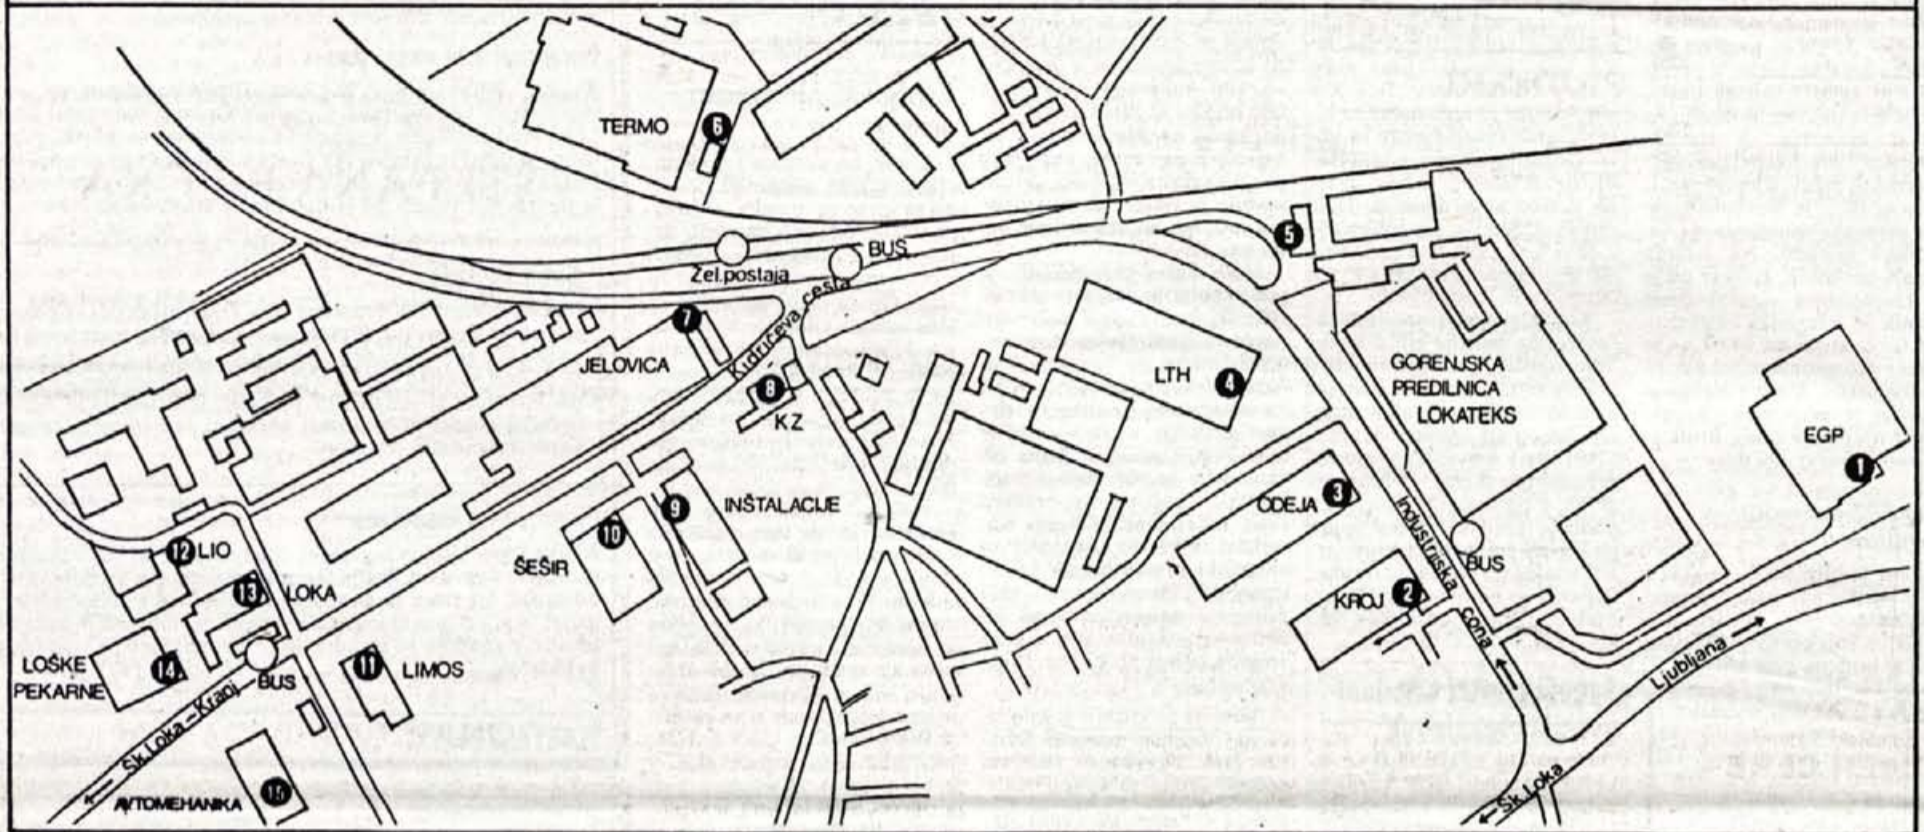 TERMO
6
BUS
5
Žel.postaja
7
Kidričeva cesta
JELOVICA
8
KZ
LTH
4
GORENJSKA
PREDILNICA
LOKATEKS
EGP
1
9
INŠTALACIJE
ODEJA
3
Industrijska cona
BUS
10
ŠEŠIR
12
LIO
13
LOKA
KROJ
2
LOŠKE
PEKARNE
14
BUS
11
LIMOS
Šk.Loka - Kranj
Ljubljana
AVTOMEHANIKA
15
Šk.Loka